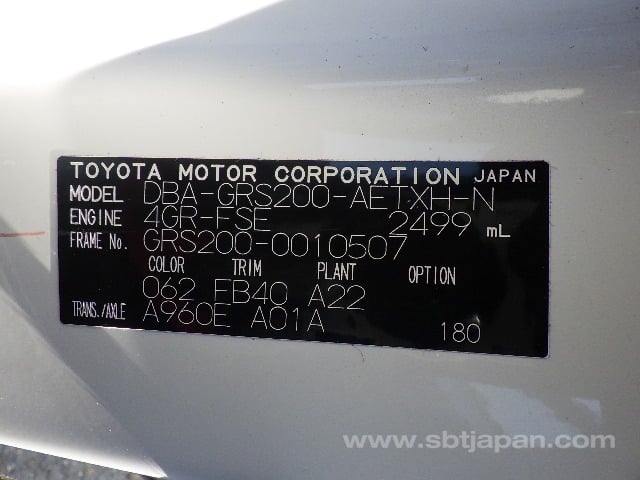 TOYOTA MOTOR CORPORATION JAPAN
MODEL DBA-GRS200-AETXH-N
ENGINE 4GR-FSE 2499 mL
FRAME No. GRS200-0010507
COLOR TRIM PLANT OPTION
062 FB40 A22
TRANS./AXLE A960E A01A 180
www.sbtjapan.com